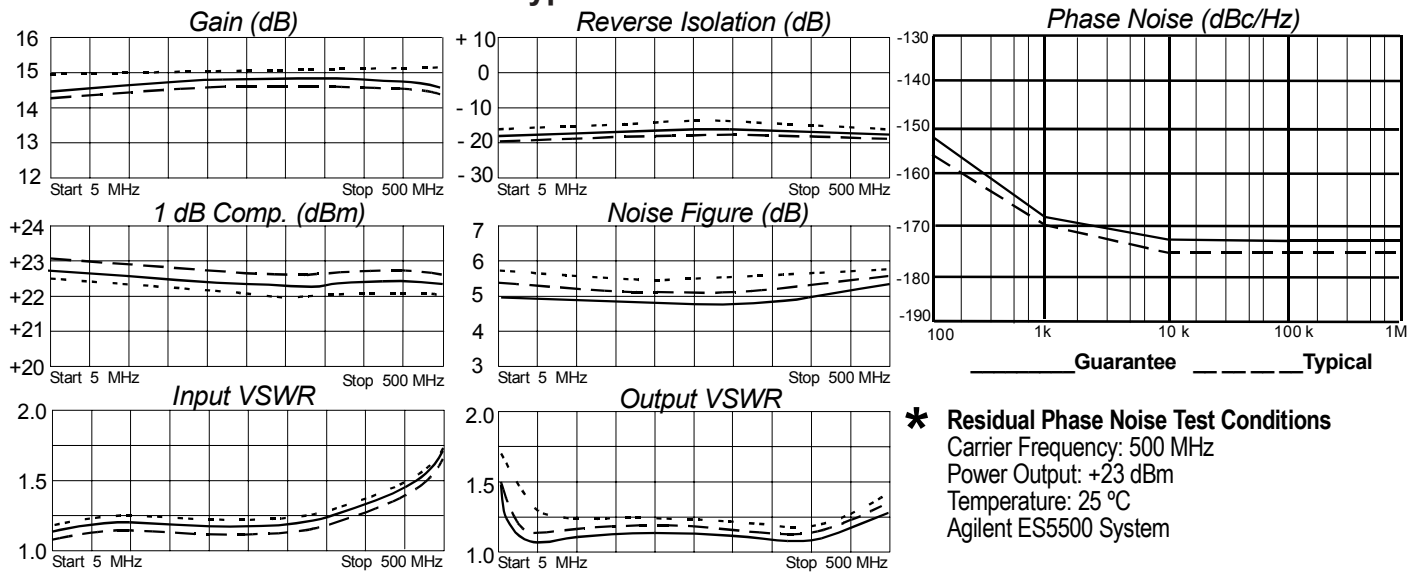 Gain (dB)
16
15
14
13
12
Start 5 MHz
Stop 500 MHz
Reverse Isolation (dB)
+ 10
0
- 10
- 20
- 30
Start 5 MHz
Stop 500 MHz
Phase Noise (dBc/Hz)
-130
-140
-150
-160
-170
-180
-190
100
1k
10 k
100 k
1M
Guarantee
Typical
1 dB Comp. (dBm)
+24
+23
+22
+21
+20
Start 5 MHz
Stop 500 MHz
Noise Figure (dB)
7
6
5
4
3
Start 5 MHz
Stop 500 MHz
Input VSWR
2.0
1.5
1.0
Start 5 MHz
Stop 500 MHz
Output VSWR
2.0
1.5
1.0
Start 5 MHz
Stop 500 MHz
* Residual Phase Noise Test Conditions
Carrier Frequency: 500 MHz
Power Output: +23 dBm
Temperature: 25 ºC
Agilent ES5500 System